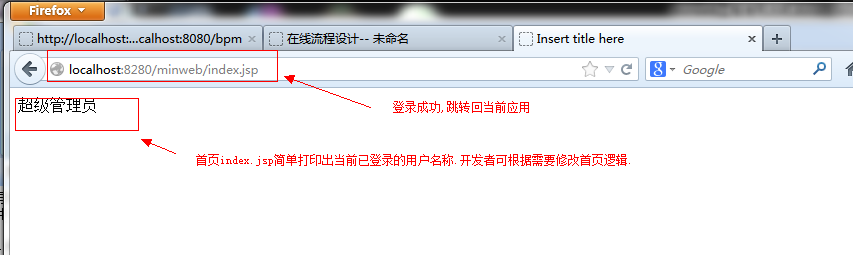 Firefox
http://localhost:...calhost:8080/bpm
在线流程设计-- 未命名
Insert title here
localhost:8280/minweb/index.jsp
Google
超级管理员
登录成功,跳转回当前应用
首页index.jsp简单打印出当前已登录的用户名称.开发者可根据需要修改首页逻辑.